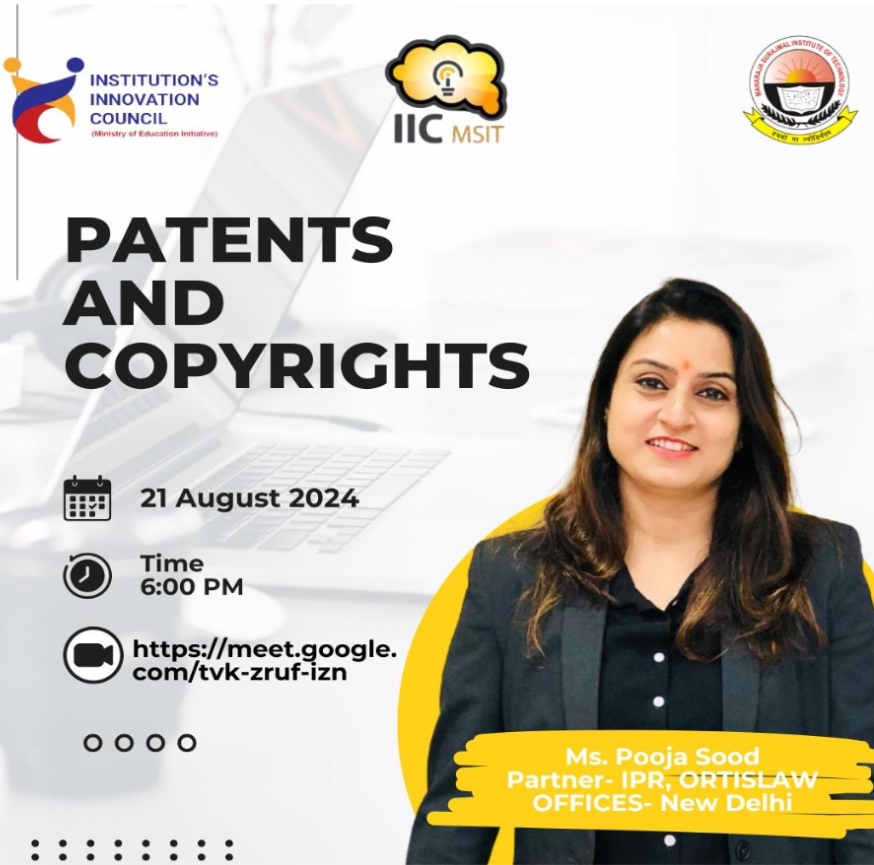 INSTITUTION'S
INNOVATION
COUNCIL
(Ministry of Education Initiative)
IIC MSIT
MAHARAJA SURAJMAL INSTITUTE OF TECHNOLOGY
तमसो मा ज्योतिर्गमय
PATENTS
AND
COPYRIGHTS
21 August 2024
Time
6:00 PM
https://meet.google.
com/tvk-zruf-izn
Ms. Pooja Sood
Partner- IPR, ORTISLAW
OFFICES- New Delhi